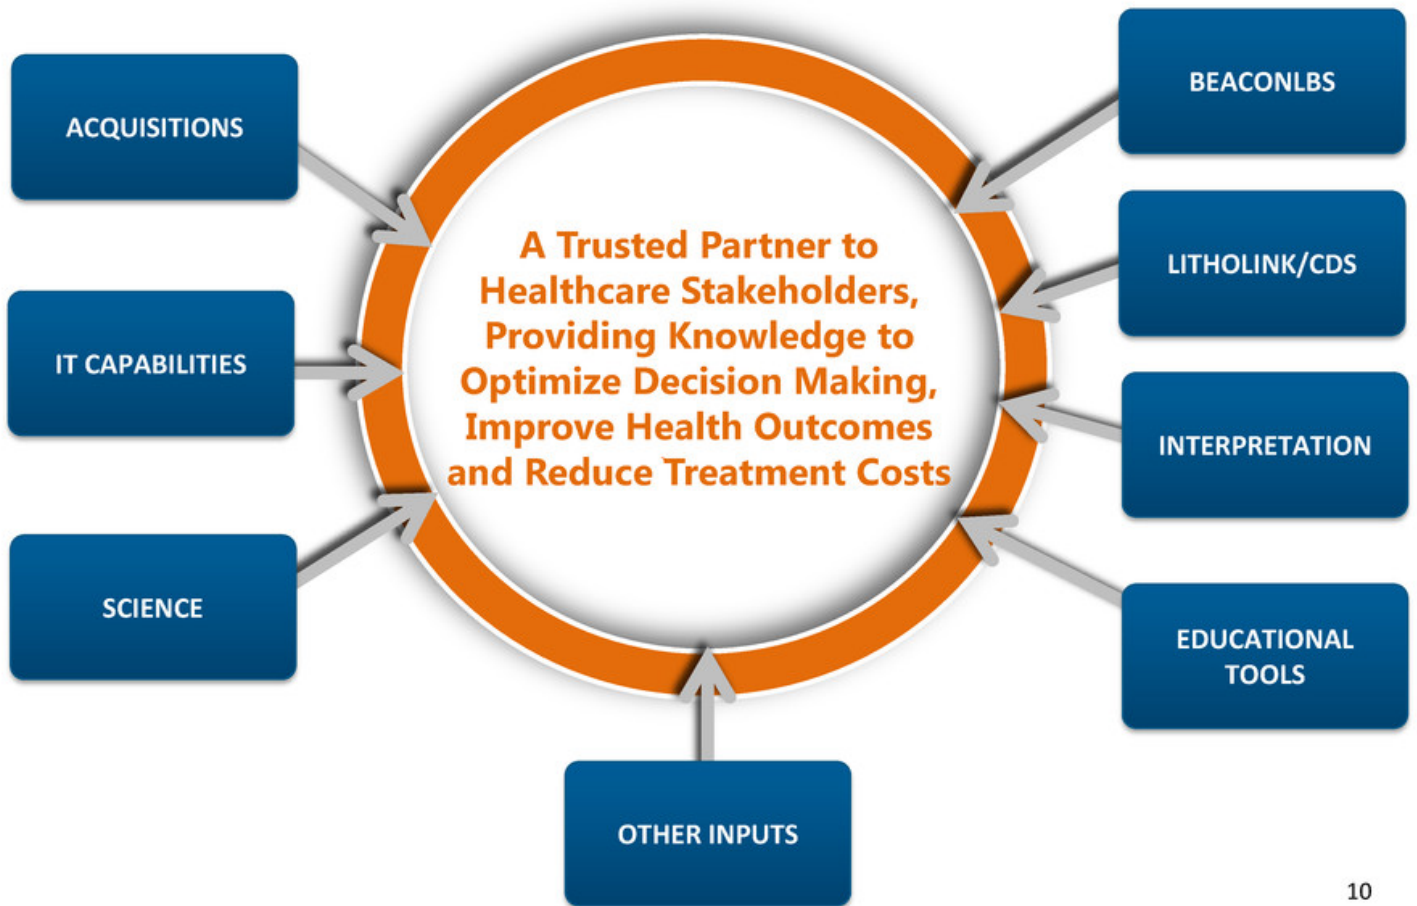 ACQUISITIONS
IT CAPABILITIES
SCIENCE
A Trusted Partner to
Healthcare Stakeholders,
Providing Knowledge to
Optimize Decision Making,
Improve Health Outcomes
and Reduce Treatment Costs
BEACONLBS
LITHOLINK/CDS
INTERPRETATION
EDUCATIONAL
TOOLS
OTHER INPUTS
10